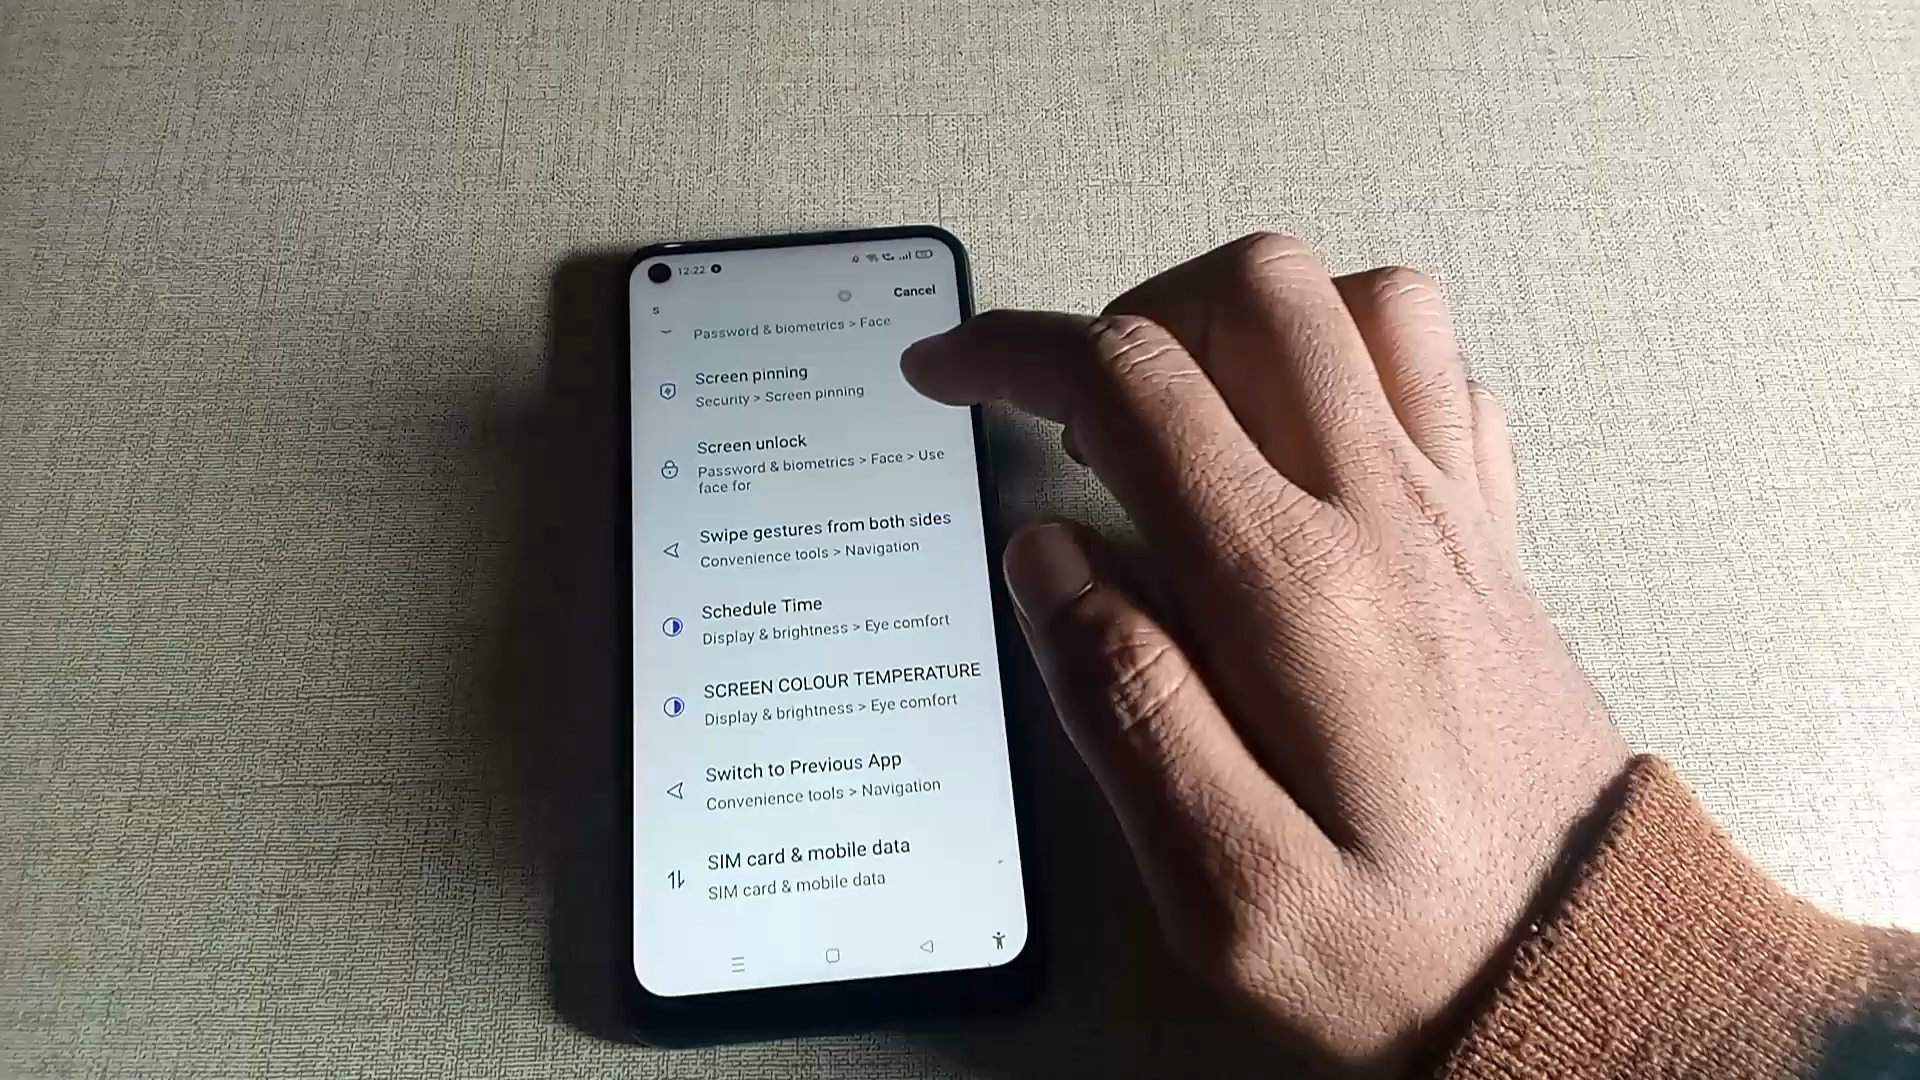 12:22
Cancel
s
Password & biometrics > Face
Screen pinning
Security > Screen pinning
Screen unlock
Password & biometrics > Face > Use
face for
Swipe gestures from both sides
Convenience tools > Navigation
Schedule Time
Display & brightness > Eye comfort
SCREEN COLOUR TEMPERATURE
Display & brightness > Eye comfort
Switch to Previous App
Convenience tools > Navigation
SIM card & mobile data
SIM card & mobile data